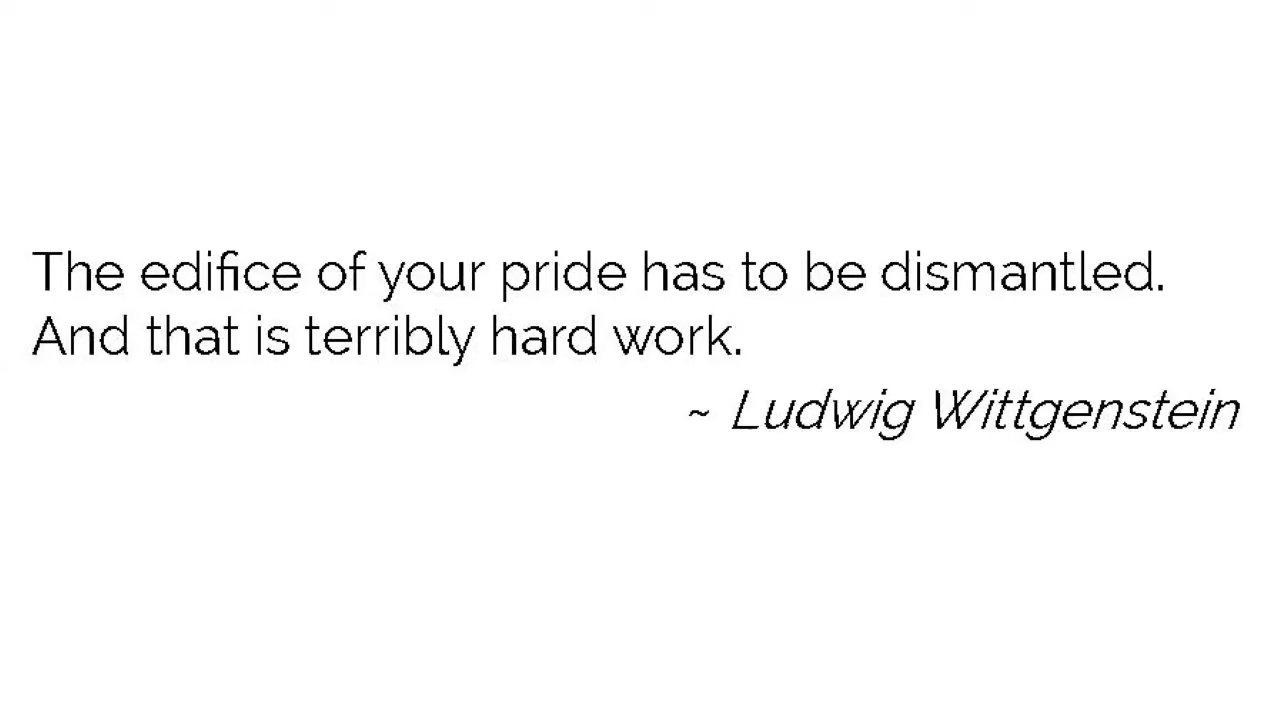 The edifice of your pride has to be dismantled.
And that is terribly hard work.
~ Ludwig Wittgenstein